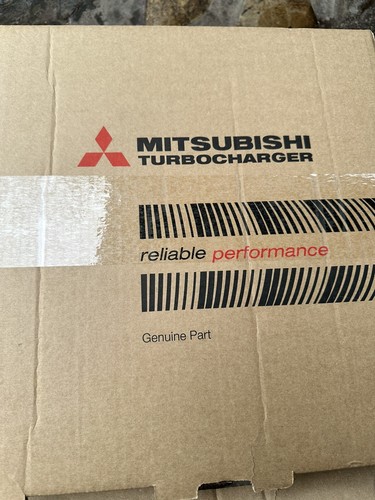 MITSUBISHI
TURBOCHARGER
reliable performance
Genuine Part